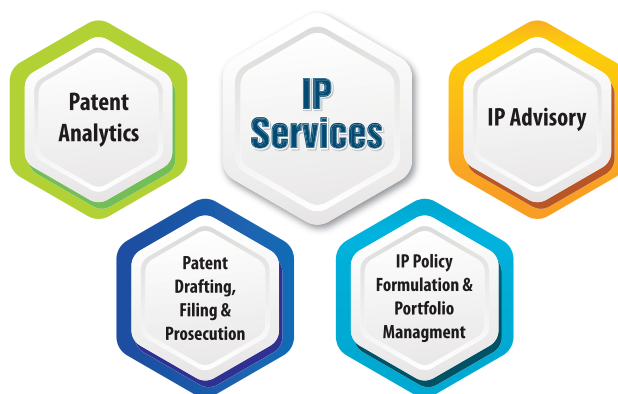 Patent
Analytics
IP
Services
IP Advisory
Patent
Drafting,
Filing &
Prosecution
IP Policy
Formulation &
Portfolio
Managment